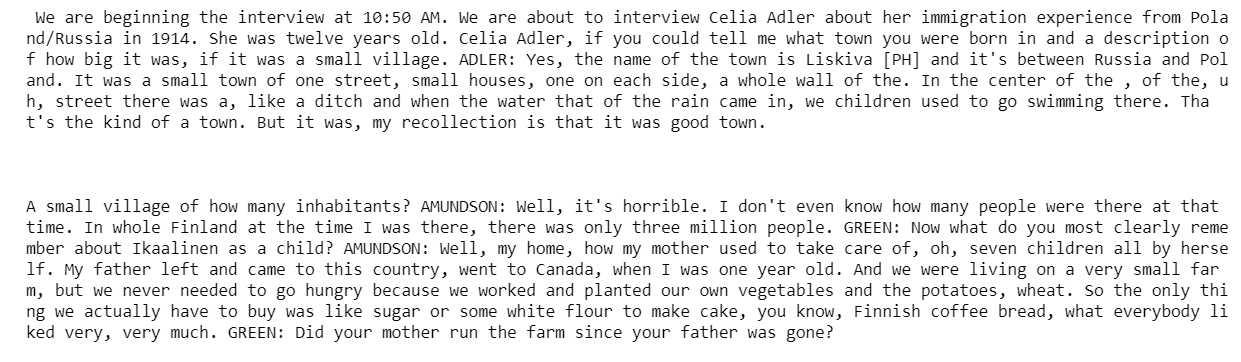 We are beginning the interview at 10:50 AM. We are about to interview Celia Adler about her immigration experience from Pola
nd/Russia in 1914. She was twelve years old. Celia Adler, if you could tell me what town you were born in and a description o
f how big it was, if it was a small village. ADLER: Yes, the name of the town is Liskiva [PH] and it's between Russia and Pol
and. It was a small town of one street, small houses, one on each side, a whole wall of the. In the center of the , of the, u
h, street there was a, like a ditch and when the water that of the rain came in, we children used to go swimming there. Tha
t's the kind of a town. But it was, my recollection is that it was good town.
A small village of how many inhabitants? AMUNDSON: Well, it's horrible. I don't even know how many people were there at that
time. In whole Finland at the time I was there, there was only three million people. GREEN: Now what do you most clearly reme
mber about Ikaalinen as a child? AMUNDSON: Well, my home, how my mother used to take care of, oh, seven children all by herse
lf. My father left and came to this country, went to Canada, when I was one year old. And we were living on a very small far
m, but we never needed to go hungry because we worked and planted our own vegetables and the potatoes, wheat. So the only thi
ng we actually have to buy was like sugar or some white flour to make cake, you know, Finnish coffee bread, what everybody li
ked very, very much. GREEN: Did your mother run the farm since your father was gone?